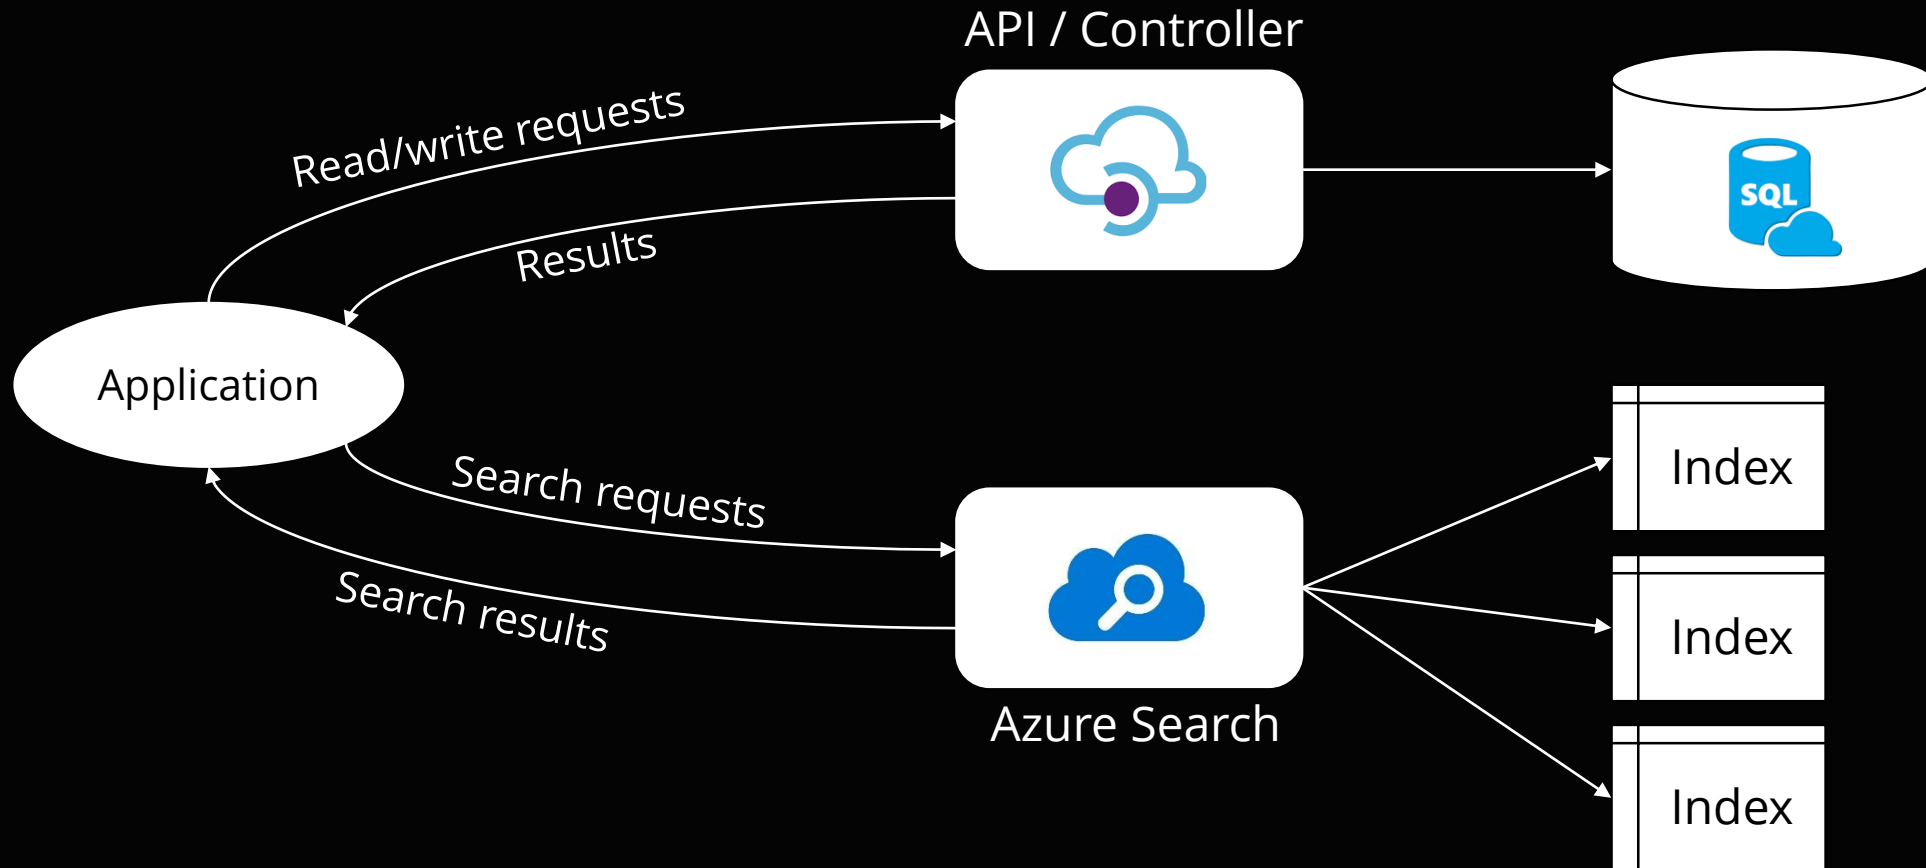 API / Controller
Read/write requests
SQL
Results
Application
Index
Search requests
Search results
Index
Azure Search
Index